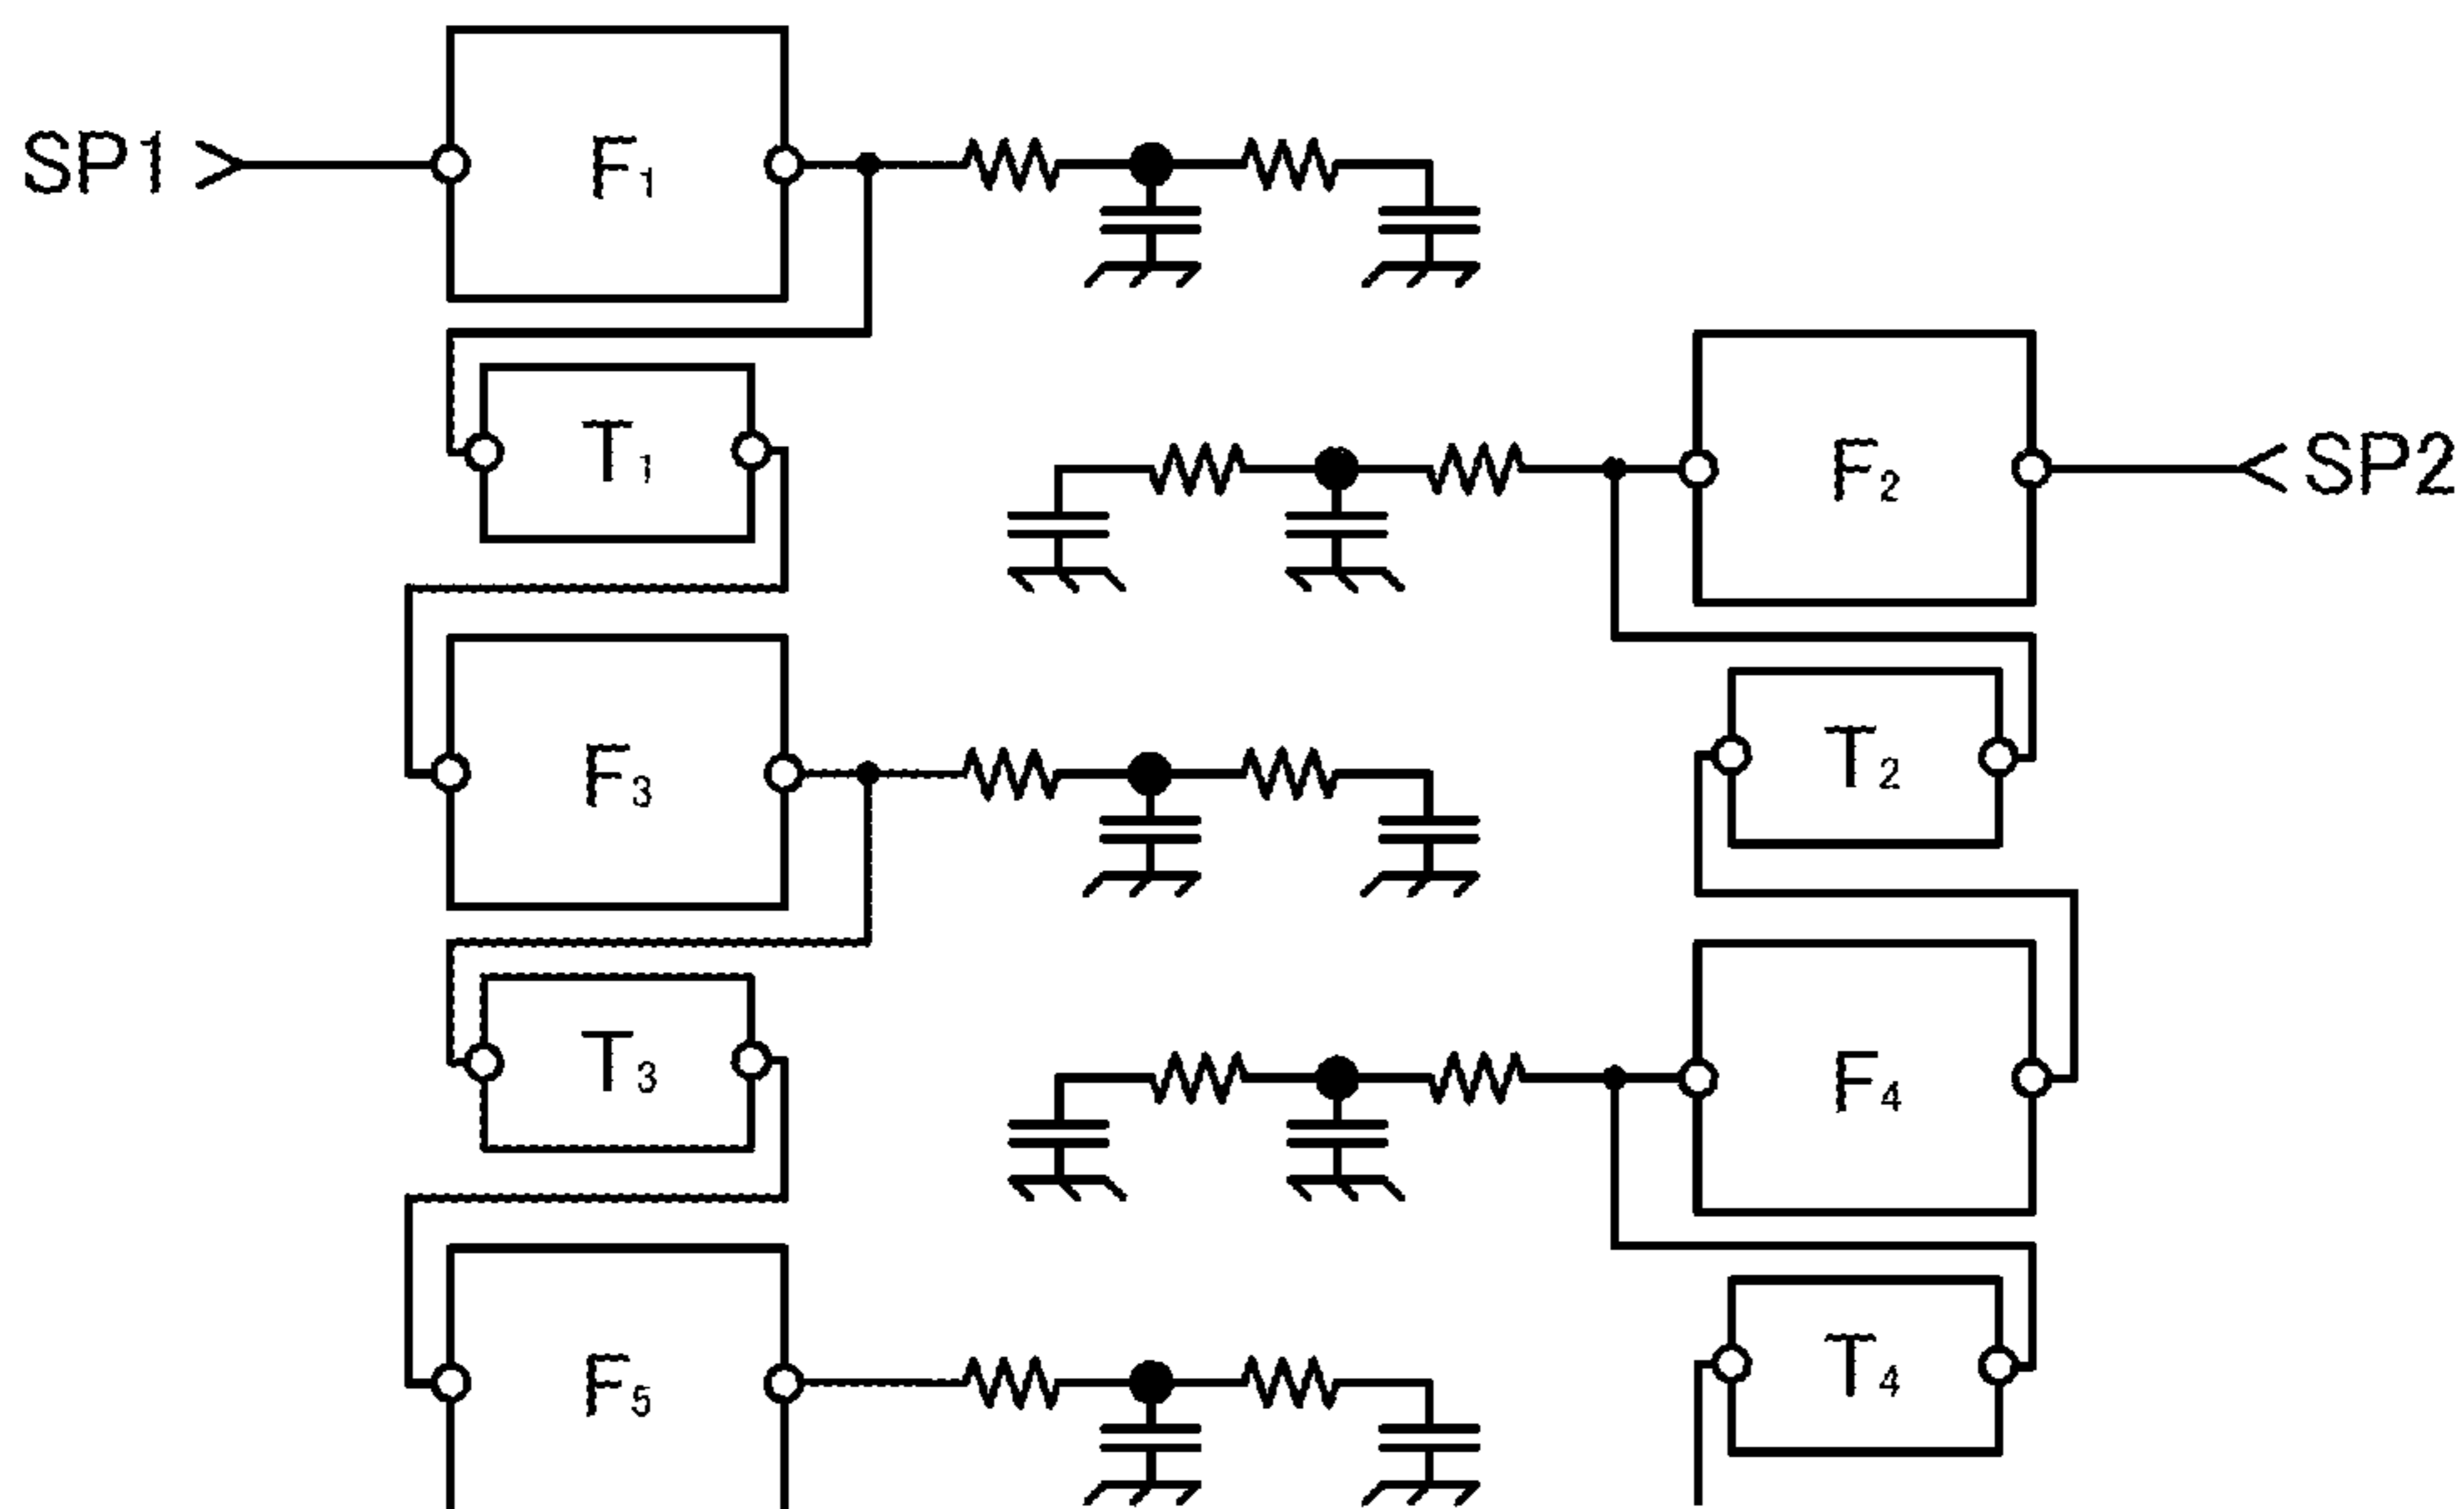 SP1
F₁
T₁
F₂
SP2
F₃
T₂
T₃
F₄
F₅
T₄